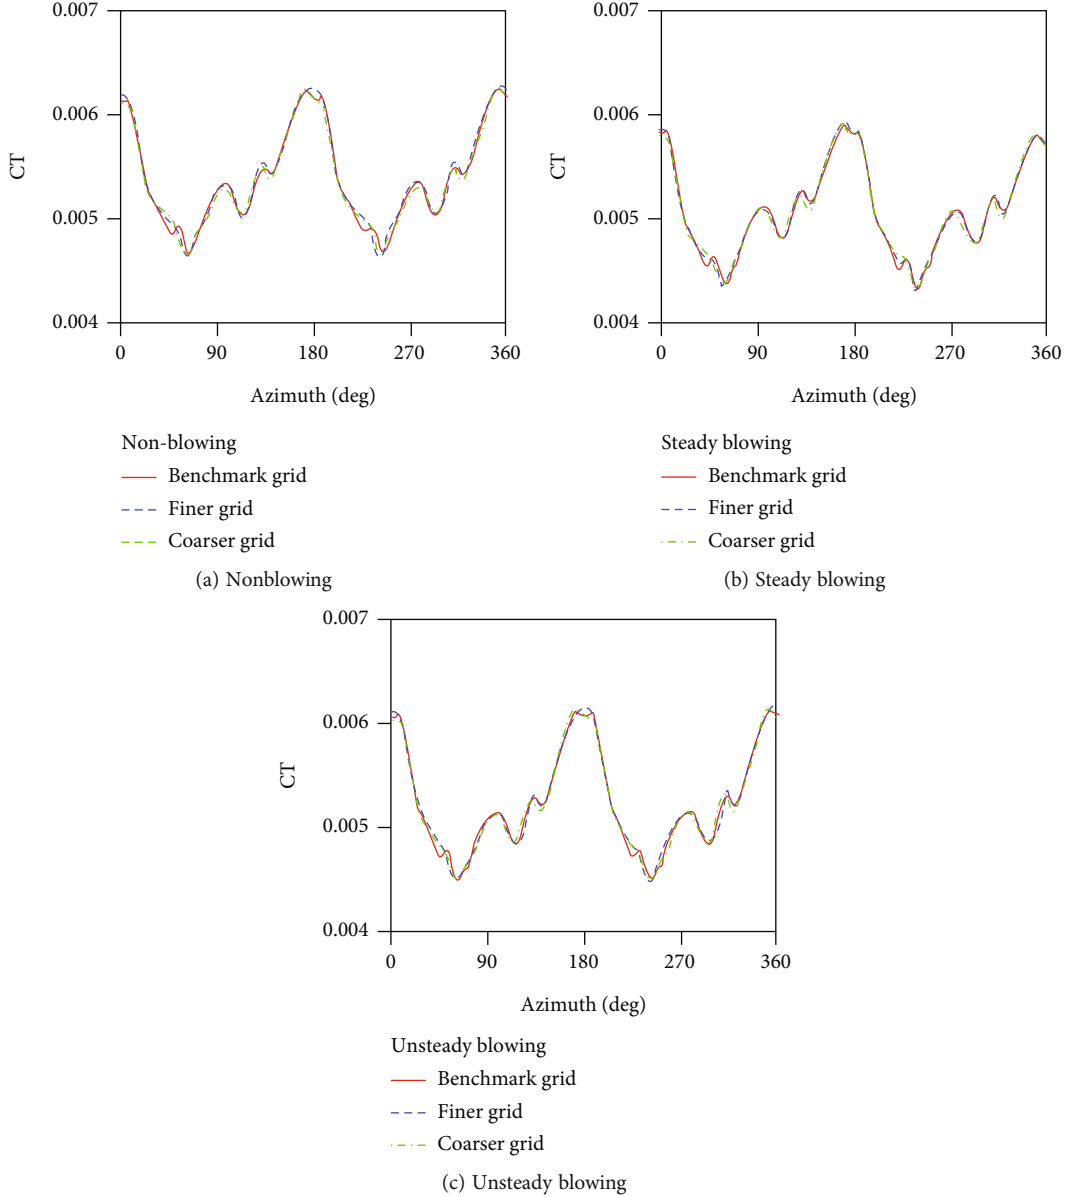 0.007
0.006
0.005
0.004
CT
0 90 180 270 360
Azimuth (deg)
Non-blowing
Benchmark grid
Finer grid
Coarser grid
(a) Nonblowing
0.007
0.006
0.005
0.004
CT
0 90 180 270 360
Azimuth (deg)
Steady blowing
Benchmark grid
Finer grid
Coarser grid
(b) Steady blowing
0.007
0.006
0.005
0.004
CT
0 90 180 270 360
Azimuth (deg)
Unsteady blowing
Benchmark grid
Finer grid
Coarser grid
(c) Unsteady blowing